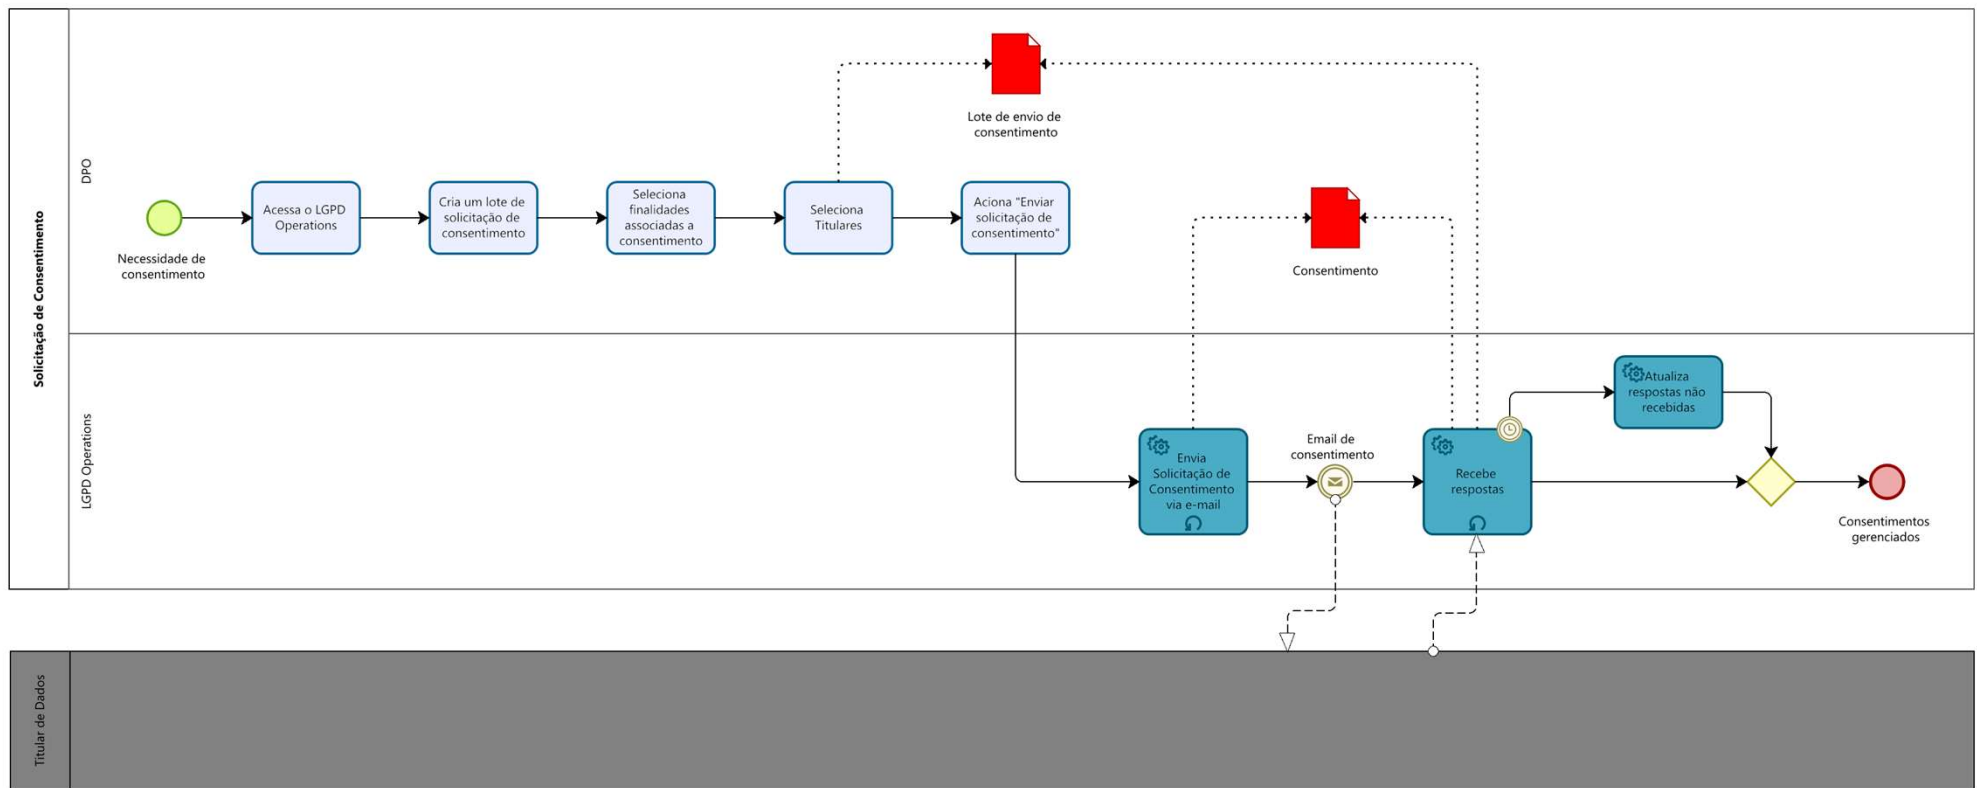 Solicitação de Consentimento
DPO
Lote de envio de
consentimento
Necessidade de
consentimento
Acessa o LGPD
Operations
Cria um lote de
solicitação de
consentimento
Seleciona
finalidades
associadas a
consentimento
Seleciona
Titulares
Aciona "Enviar
solicitação de
consentimento"
Consentimento
LGPD Operations
Envia
Solicitação de
Consentimento
via e-mail
Email de
consentimento
Recebe
respostas
Atualiza
respostas não
recebidas
Consentimentos
gerenciados
Titular de Dados